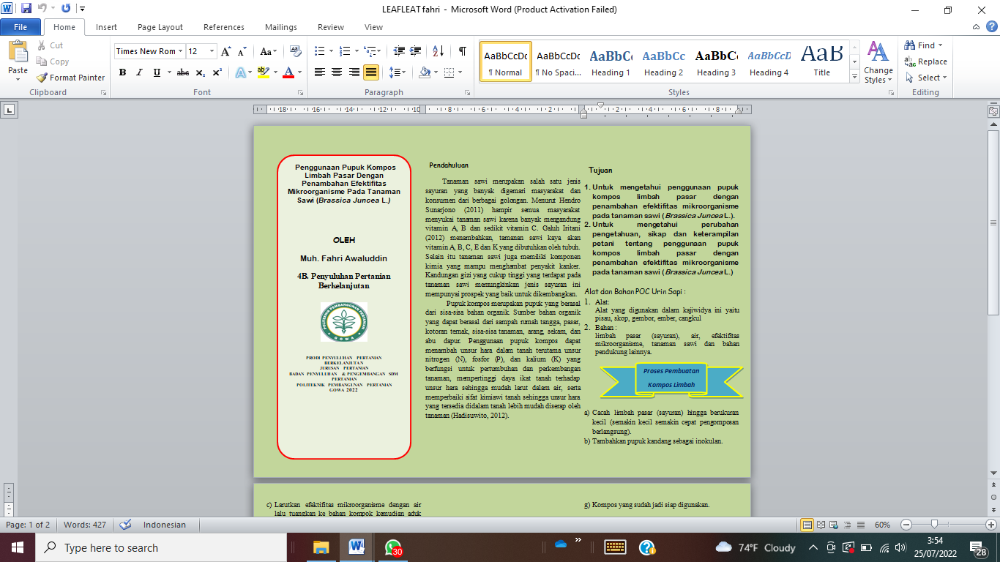 LEAFLEAT fahri - Microsoft Word (Product Activation Failed)
File Home Insert Page Layout References Mailings Review View
Paste
Cut
Copy
Format Painter
Clipboard
Times New Rom 12
Font
Paragraph
AaBbCcDc AaBbCcDc AaBbCc AaBbCc AaBbCc AaBbCcD AaB
¶ Normal ¶ No Spaci... Heading 1 Heading 2 Heading 3 Heading 4 Title
Change Styles
Styles
Find
Replace
Select
Editing
18 16 14 12 10 8 6 4 2 2 4 6 8
Penggunaan Pupuk Kompos
Limbah Pasar Dengan
Penambahan Efektifitas
Mikroorganisme Pada Tanaman
Sawi (Brassica Juncea L.)
OLEH
Muh. Fahri Awaluddin
4B. Penyuluhan Pertanian
Berkelanjutan
POLITEKNIK PEMBANGUNAN PERTANIAN
GOWA
PRODI PENYULUHAN PERTANIAN
BERKELANJUTAN
JURUSAN PERTANIAN
BADAN PENYULUHAN & PENGEMBANGAN SDM
PERTANIAN
POLITEKNIK PEMBANGUNAN PERTANIAN
GOWA 2022
Pendahuluan
Tanaman sawi merupakan salah satu jenis
sayuran yang banyak digemari masyarakat dan
konsumen dari berbagai golongan. Menurut Hendro
Sunarjono (2011) hampir semua masyarakat
menyukai tanaman sawi karena banyak mengandung
vitamin A, B dan sedikit vitamin C. Galuh Iritani
(2012) menambahkan, tamanan sawi kaya akan
vitamin A, B, C, E dan K yang dibutuhkan oleh tubuh.
Selain itu tanaman sawi juga memiliki komponen
kimia yang mampu menghambat penyakit kanker.
Kandungan gizi yang cukup tinggi yang terdapat pada
tanaman sawi memungkinkan jenis sayuran ini
mempunyai prospek yang baik untuk dikembangkan.
Pupuk kompos merupakan pupuk yang berasal
dari sisa-sisa bahan organik. Sumber bahan organik
yang dapat berasal dari sampah rumah tangga, pasar,
kotoran ternak, sisa-sisa tanaman, arang, sekam, dan
abu dapur. Penggunaan pupuk kompos dapat
menambah unsur hara dalam tanah terutama unsur
nitrogen (N), fosfor (P), dan kalium (K) yang
berfungsi untuk pertumbuhan dan perkembangan
tanaman, mempertinggi daya ikat tanah terhadap
unsur hara sehingga mudah larut dalam air, serta
memperbaiki sifat kimiawi tanah sehingga unsur hara
yang tersedia didalam tanah lebih mudah diserap oleh
tanaman (Hadisuwito, 2012).
Tujuan
1. Untuk mengetahui penggunaan pupuk
kompos limbah pasar dengan
penambahan efektifitas mikroorganisme
pada tanaman sawi (Brassica Juncea L.).
2. Untuk mengetahui perubahan
pengetahuan, sikap dan keterampilan
petani tentang penggunaan pupuk
kompos limbah pasar dengan
penambahan efektifitas mikroorganisme
pada tanaman sawi (Brassica Juncea L.)
Alat dan Bahan POC Urin Sapi :
1. Alat:
Alat yang digunakan dalam kajiwidya ini yaitu
pisau, skop, gembor, ember, cangkul
2. Bahan :
limbah pasar (sayuran), air, efektifitas
mikroorganisme, tanaman sawi dan bahan
pendukung lainnya.
Proses Pembuatan
Kompos Limbah
a) Cacah limbah pasar (sayuran) hingga berukuran
kecil (semakin kecil semakin cepat pengomposan
berlangsung).
b) Tambahkan pupuk kandang sebagai inokulan.
c) Larutkan efektifitas mikroorganisme dengan air
lalu tuangkan ke bahan kompok kemudian aduk
g) Kompos yang sudah jadi siap digunakan.
Page: 1 of 2 Words: 427 Indonesian 60%
Type here to search
30
74°F Cloudy
3:54
25/07/2022
28